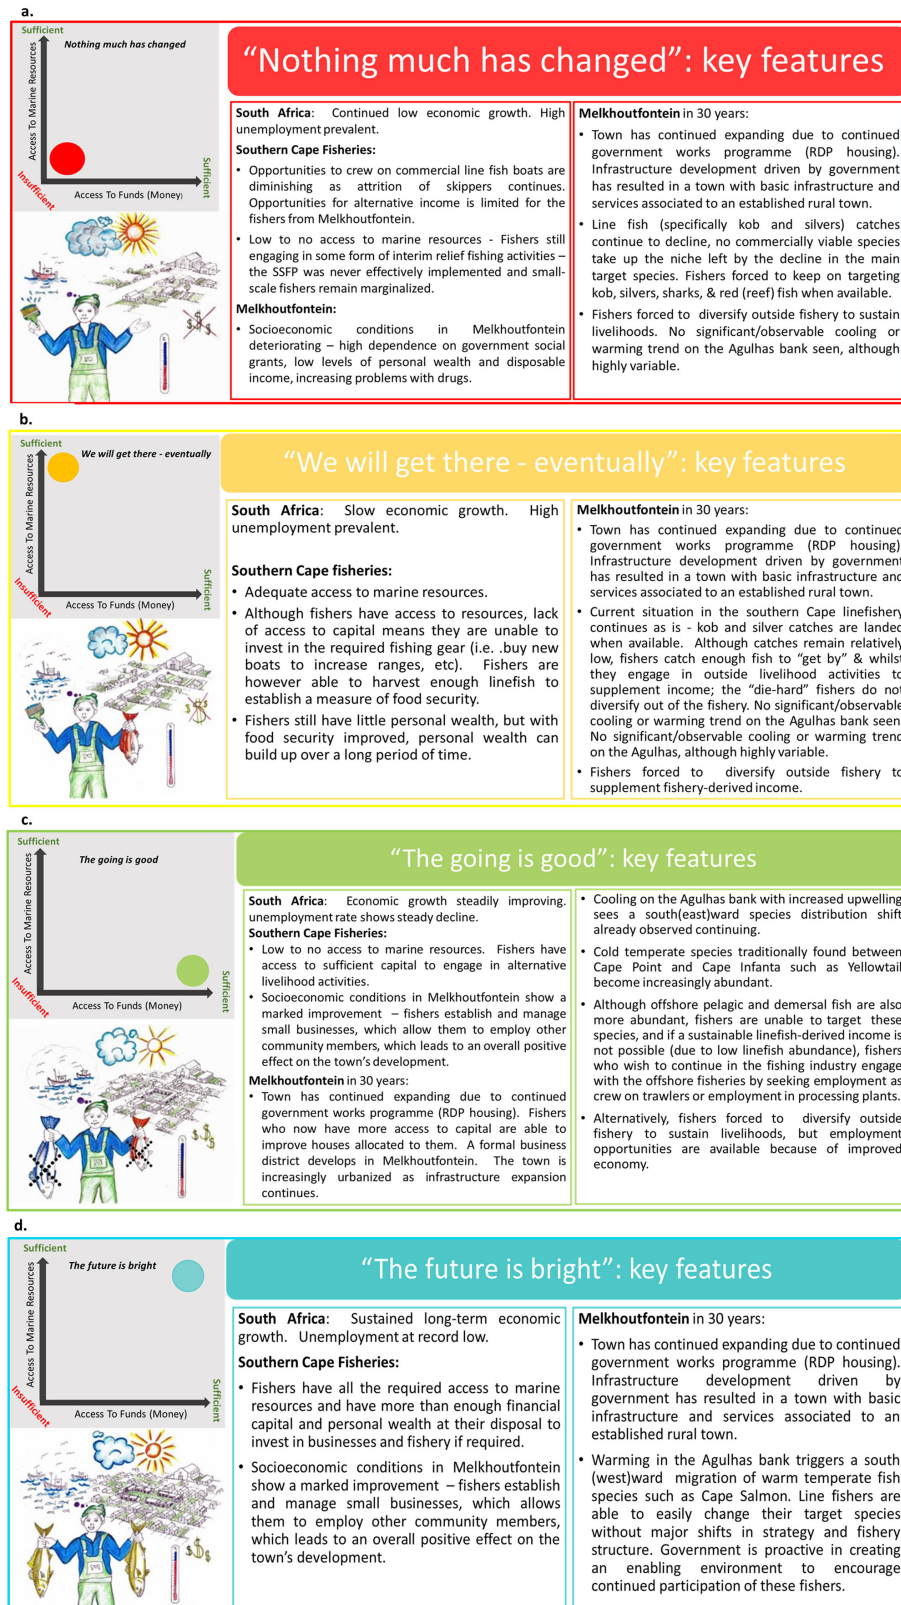 a.
Sufficient
Nothing much has changed
Access To Marine Resources
Insufficient
Access To Funds (Money)
Sufficient
“Nothing much has changed”: key features
South Africa: Continued low economic growth. High
unemployment prevalent.
Southern Cape Fisheries:
• Opportunities to crew on commercial line fish boats are
diminishing as attrition of skippers continues.
Opportunities for alternative income is limited for the
fishers from Melkhoutfontein.
• Low to no access to marine resources - Fishers still
engaging in some form of interim relief fishing activities –
the SSFP was never effectively implemented and small-
scale fishers remain marginalized.
Melkhoutfontein:
• Socioeconomic conditions in Melkhoutfontein
deteriorating – high dependence on government social
grants, low levels of personal wealth and disposable
income, increasing problems with drugs.
Melkhoutfontein in 30 years:
• Town has continued expanding due to continued
government works programme (RDP housing).
Infrastructure development driven by government
has resulted in a town with basic infrastructure and
services associated to an established rural town.
• Line fish (specifically kob and silvers) catches
continue to decline, no commercially viable species
take up the niche left by the decline in the main
target species. Fishers forced to keep on targeting
kob, silvers, sharks, & red (reef) fish when available.
• Fishers forced to diversify outside fishery to sustain
livelihoods. No significant/observable cooling or
warming trend on the Agulhas bank seen, although
highly variable.
b.
Sufficient
We will get there - eventually
Access To Marine Resources
Insufficient
Access To Funds (Money)
Sufficient
“We will get there - eventually”: key features
South Africa: Slow economic growth. High
unemployment prevalent.
Southern Cape fisheries:
• Adequate access to marine resources.
• Although fishers have access to resources, lack
of access to capital means they are unable to
invest in the required fishing gear (i.e. .buy new
boats to increase ranges, etc). Fishers are
however able to harvest enough linefish to
establish a measure of food security.
• Fishers still have little personal wealth, but with
food security improved, personal wealth can
build up over a long period of time.
Melkhoutfontein in 30 years:
• Town has continued expanding due to continued
government works programme (RDP housing)
Infrastructure development driven by government
has resulted in a town with basic infrastructure and
services associated to an established rural town.
• Current situation in the southern Cape linefishery
continues as is - kob and silver catches are landed
when available. Although catches remain relatively
low, fishers catch enough fish to “get by” & whilst
they engage in outside livelihood activities to
supplement income; the “die-hard” fishers do not
diversify out of the fishery. No significant/observable
cooling or warming trend on the Agulhas bank seen
No significant/observable cooling or warming trend
on the Agulhas, although highly variable.
• Fishers forced to diversify outside fishery to
supplement fishery-derived income.
c.
Sufficient
The going is good
Access To Marine Resources
Insufficient
Access To Funds (Money)
Sufficient
“The going is good”: key features
South Africa: Economic growth steadily improving.
unemployment rate shows steady decline.
Southern Cape Fisheries:
• Low to no access to marine resources. Fishers have
access to sufficient capital to engage in alternative
livelihood activities.
• Socioeconomic conditions in Melkhoutfontein show a
marked improvement – fishers establish and manage
small businesses, which allow them to employ other
community members, which leads to an overall positive
effect on the town’s development.
Melkhoutfontein in 30 years:
• Town has continued expanding due to continued
government works programme (RDP housing). Fishers
who now have more access to capital are able to
improve houses allocated to them. A formal business
district develops in Melkhoutfontein. The town is
increasingly urbanized as infrastructure expansion
continues.
• Cooling on the Agulhas bank with increased upwelling
sees a south(east)ward species distribution shift
already observed continuing.
• Cold temperate species traditionally found between
Cape Point and Cape Infanta such as Yellowtail
become increasingly abundant.
• Although offshore pelagic and demersal fish are also
more abundant, fishers are unable to target these
species, and if a sustainable linefish-derived income is
not possible (due to low linefish abundance), fishers
who wish to continue in the fishing industry engage
with the offshore fisheries by seeking employment as
crew on trawlers or employment in processing plants.
• Alternatively, fishers forced to diversify outside
fishery to sustain livelihoods, but employment
opportunities are available because of improved
economy.
d.
Sufficient
The future is bright
Access To Marine Resources
Insufficient
Access To Funds (Money)
Sufficient
“The future is bright”: key features
South Africa: Sustained long-term economic
growth. Unemployment at record low.
Southern Cape Fisheries:
• Fishers have all the required access to marine
resources and have more than enough financial
capital and personal wealth at their disposal to
invest in businesses and fishery if required.
• Socioeconomic conditions in Melkhoutfontein
show a marked improvement – fishers establish
and manage small businesses, which allows
them to employ other community members,
which leads to an overall positive effect on the
town’s development.
Melkhoutfontein in 30 years:
• Town has continued expanding due to continued
government works programme (RDP housing).
Infrastructure development driven by
government has resulted in a town with basic
infrastructure and services associated to an
established rural town.
• Warming in the Agulhas bank triggers a south
(west)ward migration of warm temperate fish
species such as Cape Salmon. Line fishers are
able to easily change their target species
without major shifts in strategy and fishery
structure. Government is proactive in creating
an enabling environment to encourage
continued participation of these fishers.